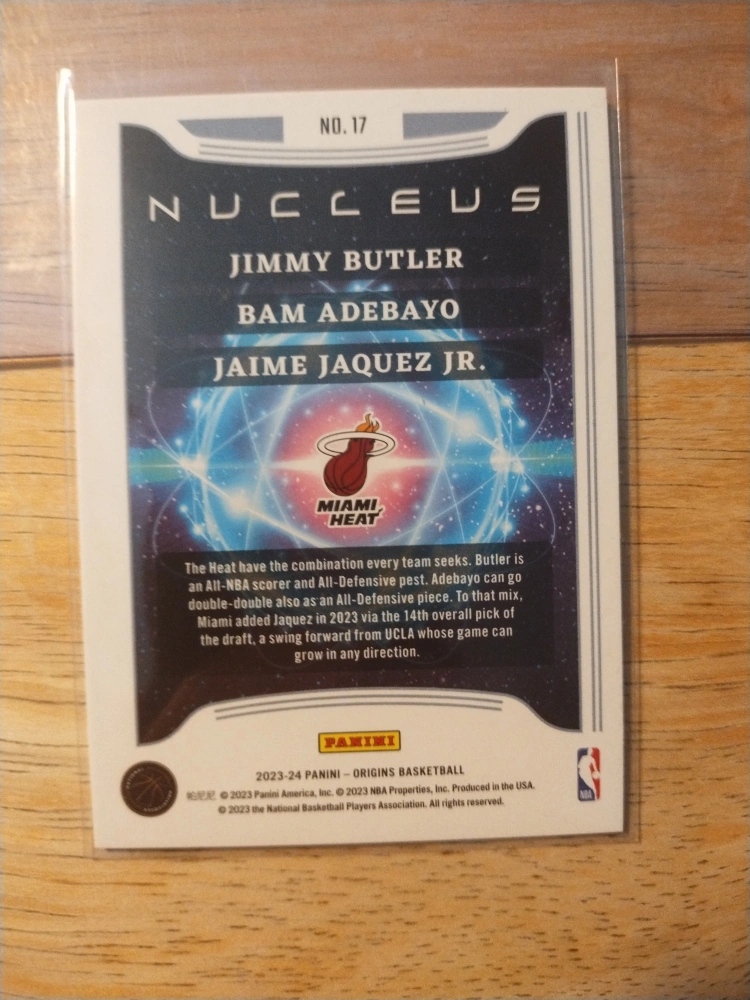 NO. 17
NUCLEUS
JIMMY BUTLER
BAM ADEBAYO
JAIME JAQUEZ JR.
MIAMI
HEAT
The Heat have the combination every team seeks. Butler is
an All-NBA scorer and All-Defensive pest. Adebayo can go
double-double also as an All-Defensive piece. To that mix,
Miami added Jaquez in 2023 via the 14th overall pick of
the draft, a swing forward from UCLA whose game can
grow in any direction.
PANINI
2023-24 PANINI – ORIGINS BASKETBALL
© 2023 Panini America, Inc. © 2023 NBA Properties, Inc. Produced in the USA.
© 2023 the National Basketball Players Association. All rights reserved.
NBA